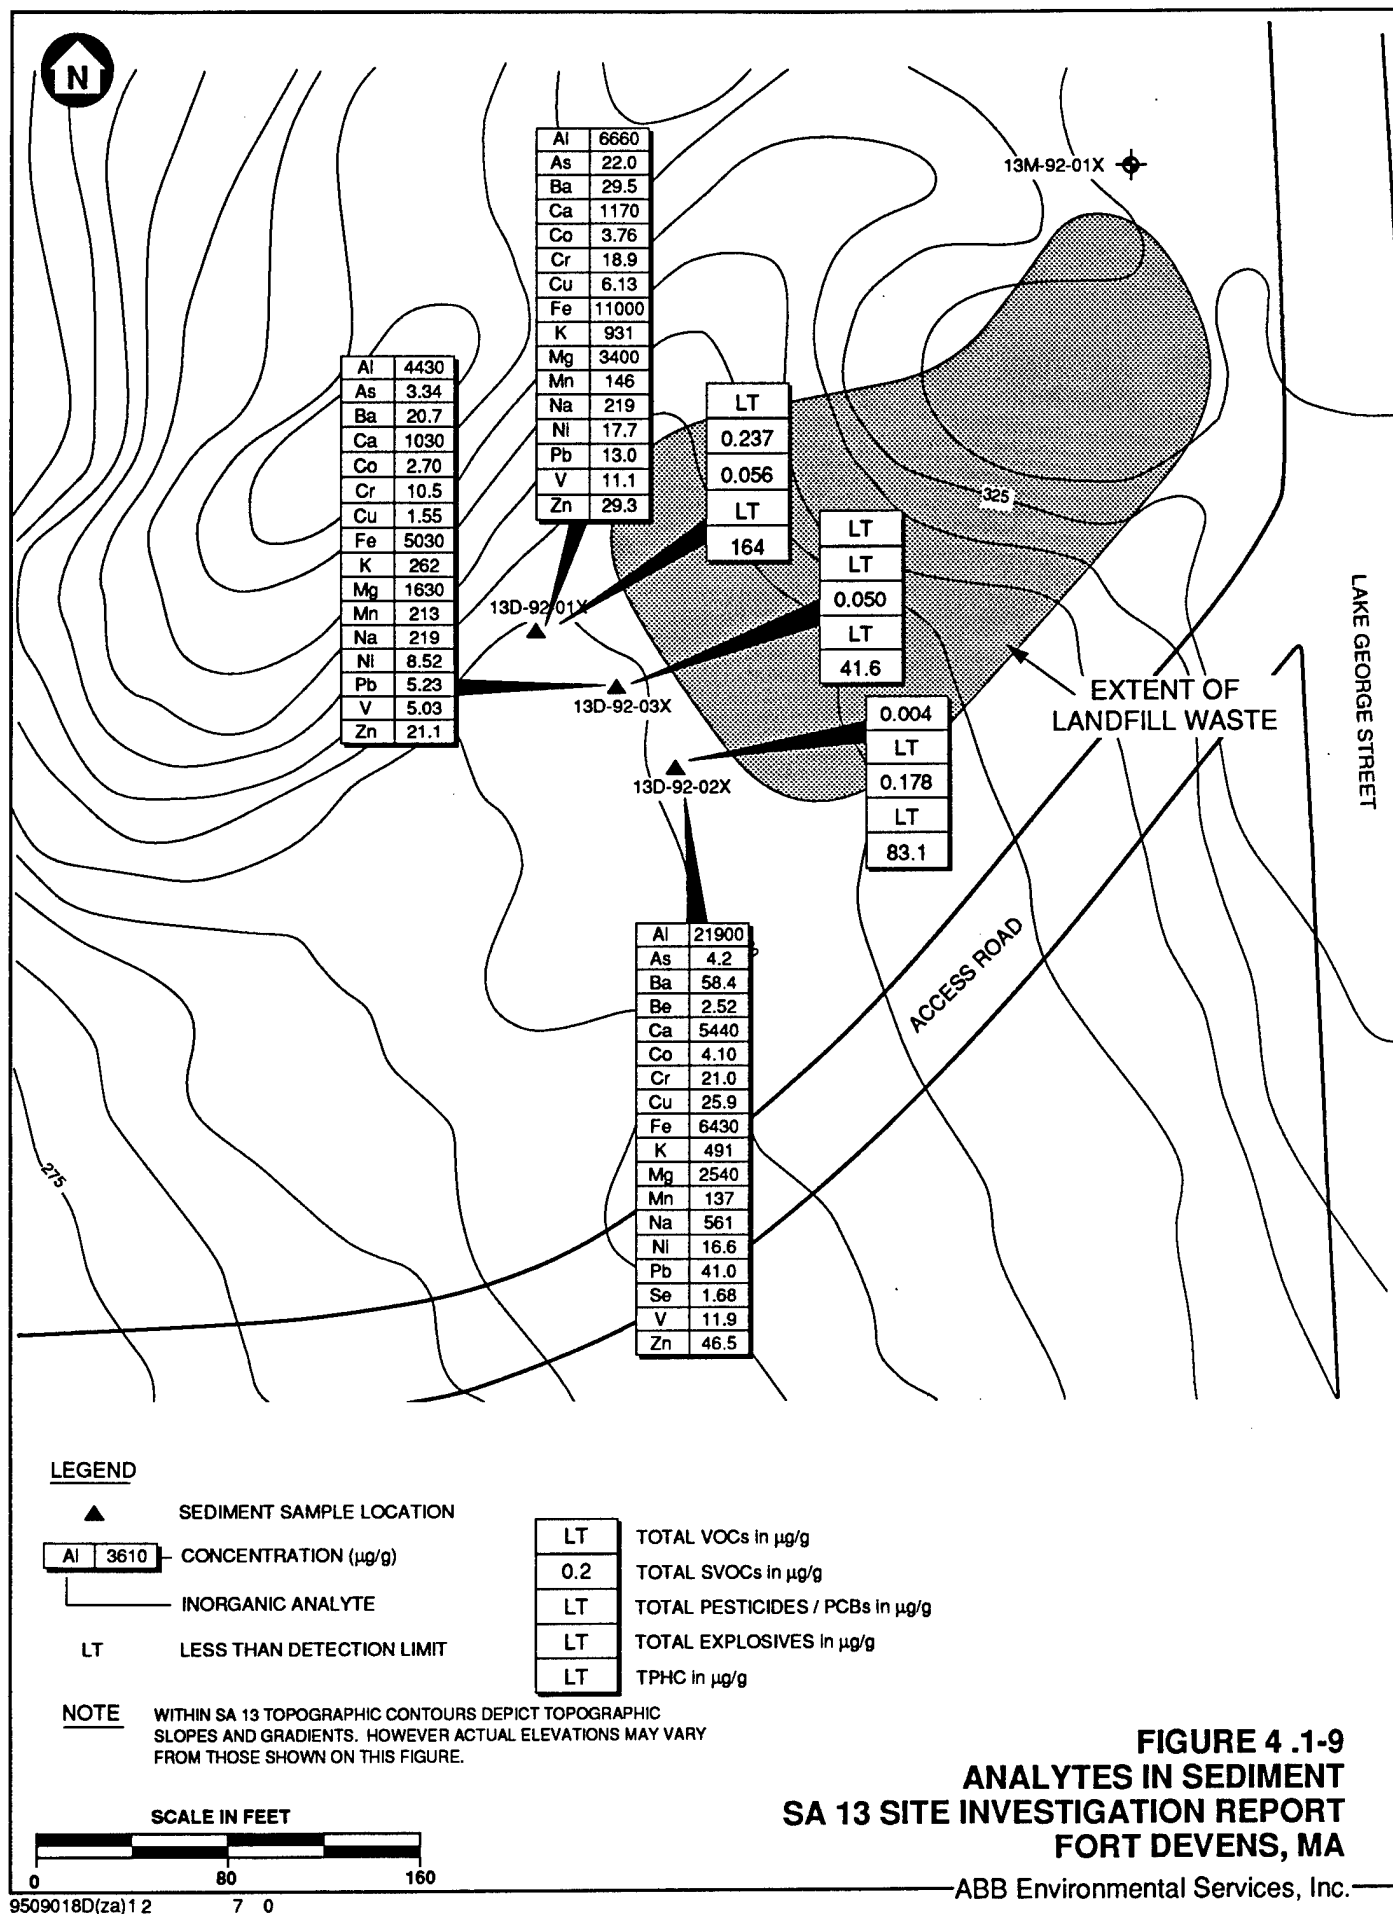 N
13M-92-01X
Al 6660
As 22.0
Ba 29.5
Ca 1170
Co 3.76
Cr 18.9
Cu 6.13
Fe 11000
K 931
Mg 3400
Mn 146
Na 219
Ni 17.7
Pb 13.0
V 11.1
Zn 29.3
Al 4430
As 3.34
Ba 20.7
Ca 1030
Co 2.70
Cr 10.5
Cu 1.55
Fe 5030
K 262
Mg 1630
Mn 213
Na 219
Ni 8.52
Pb 5.23
V 5.03
Zn 21.1
LT
0.237
0.056
LT
164
325
LT
LT
0.050
LT
41.6
13D-92-01X
13D-92-03X
13D-92-02X
0.004
LT
0.178
LT
83.1
EXTENT OF
LANDFILL WASTE
LAKE GEORGE STREET
ACCESS ROAD
Al 21900
As 4.2
Ba 58.4
Be 2.52
Ca 5440
Co 4.10
Cr 21.0
Cu 25.9
Fe 6430
K 491
Mg 2540
Mn 137
Na 561
Ni 16.6
Pb 41.0
Se 1.68
V 11.9
Zn 46.5
275
LEGEND
SEDIMENT SAMPLE LOCATION
Al 3610 CONCENTRATION (µg/g)
INORGANIC ANALYTE
LT LESS THAN DETECTION LIMIT
LT TOTAL VOCs in µg/g
0.2 TOTAL SVOCs in µg/g
LT TOTAL PESTICIDES / PCBs in µg/g
LT TOTAL EXPLOSIVES in µg/g
LT TPHC in µg/g
NOTE WITHIN SA 13 TOPOGRAPHIC CONTOURS DEPICT TOPOGRAPHIC
SLOPES AND GRADIENTS. HOWEVER ACTUAL ELEVATIONS MAY VARY
FROM THOSE SHOWN ON THIS FIGURE.
SCALE IN FEET
0 80 160
FIGURE 4 .1-9
ANALYTES IN SEDIMENT
SA 13 SITE INVESTIGATION REPORT
FORT DEVENS, MA
ABB Environmental Services, Inc.
9509018D(za)1 2 7 0